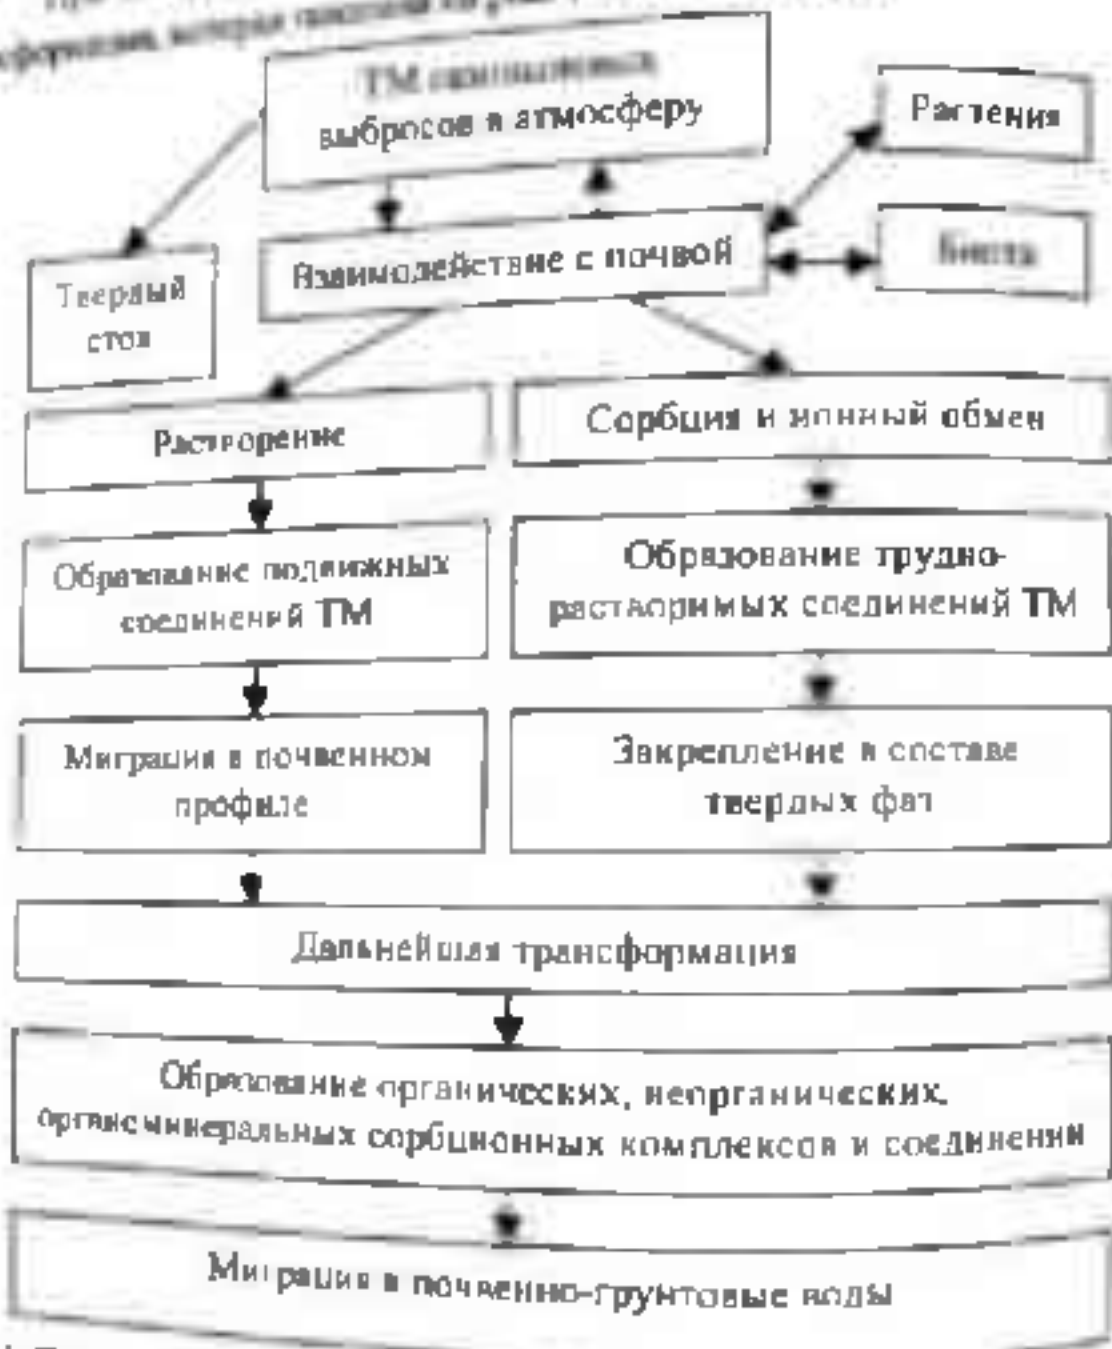 которая
ТМ
выбросов в атмосферу
Растения
Взаимодействие с почвой
Биота
Твердый
сток
Растворение
Сорбция и ионный обмен
Образование подвижных
соединений ТМ
Образование трудно-
растворимых соединений ТМ
Миграция в почвенном
профиле
Закрепление в составе
твердых фаз
Дальнейшая трансформация
Образование органических, неорганических,
органоминеральных сорбционных комплексов и соединений
Миграция в почвенно-грунтовые воды